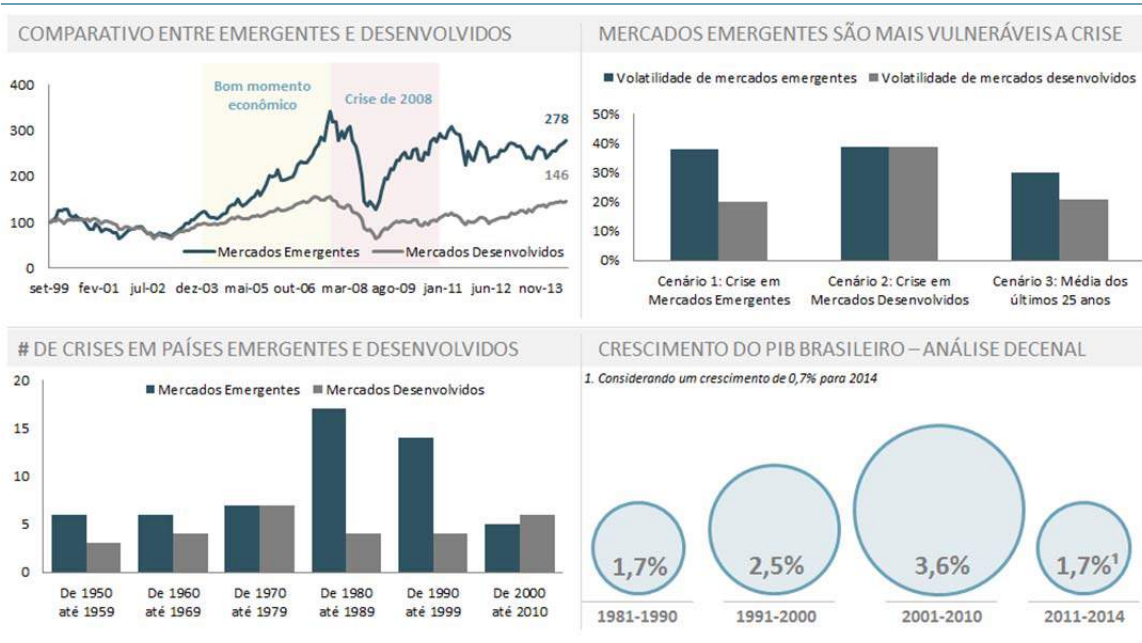 COMPARATIVO ENTRE EMERGENTES E DESENVOLVIDOS
400
300
200
100
0
Bom momento
econômico
Crise de 2008
278
146
Mercados Emergentes
Mercados Desenvolvidos
set-99 fev-01 jul-02 dez-03 mai-05 out-06 mar-08 ago-09 jan-11 jun-12 nov-13
MERCADOS EMERGENTES SÃO MAIS VULNERÁVEIS A CRISE
Volatilidade de mercados emergentes
Volatilidade de mercados desenvolvidos
50%
40%
30%
20%
10%
0%
Cenário 1: Crise em
Mercados Emergentes
Cenário 2: Crise em
Mercados Desenvolvidos
Cenário 3: Média dos
últimos 25 anos
# DE CRISES EM PAÍSES EMERGENTES E DESENVOLVIDOS
Mercados Emergentes
Mercados Desenvolvidos
20
15
10
5
0
De 1950
até 1959
De 1960
até 1969
De 1970
até 1979
De 1980
até 1989
De 1990
até 1999
De 2000
até 2010
CRESCIMENTO DO PIB BRASILEIRO – ANÁLISE DECENAL
1. Considerando um crescimento de 0,7% para 2014
1,7%
2,5%
3,6%
1,7%¹
1981-1990
1991-2000
2001-2010
2011-2014